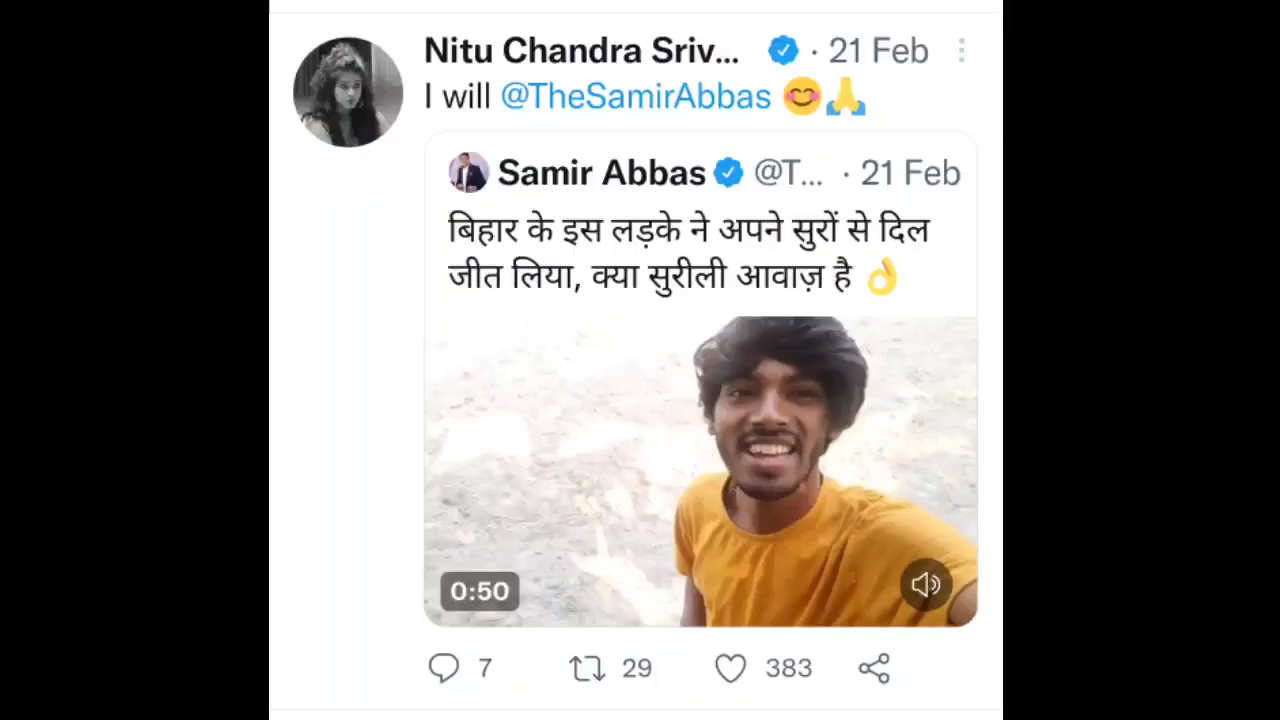 Nitu Chandra Sriv... · 21 Feb
I will @TheSamirAbbas 😊🙏
Samir Abbas @T... · 21 Feb
बिहार के इस लड़के ने अपने सुरों से दिल
जीत लिया, क्या सुरीली आवाज़ है 👌
0:50
7 29 383